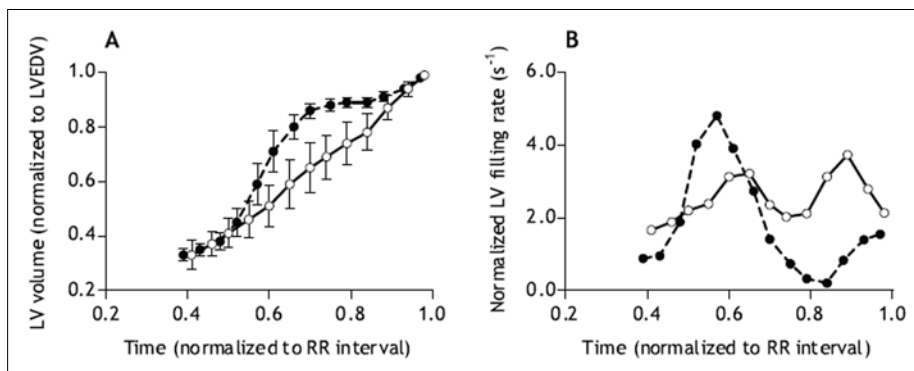 A
LV volume (normalized to LVEDV)
1.0
0.8
0.6
0.4
0.2
0.2 0.4 0.6 0.8 1.0
Time (normalized to RR interval)
B
Normalized LV filling rate (s⁻¹)
6.0
4.0
2.0
0.0
0.2 0.4 0.6 0.8 1.0
Time (normalized to RR interval)